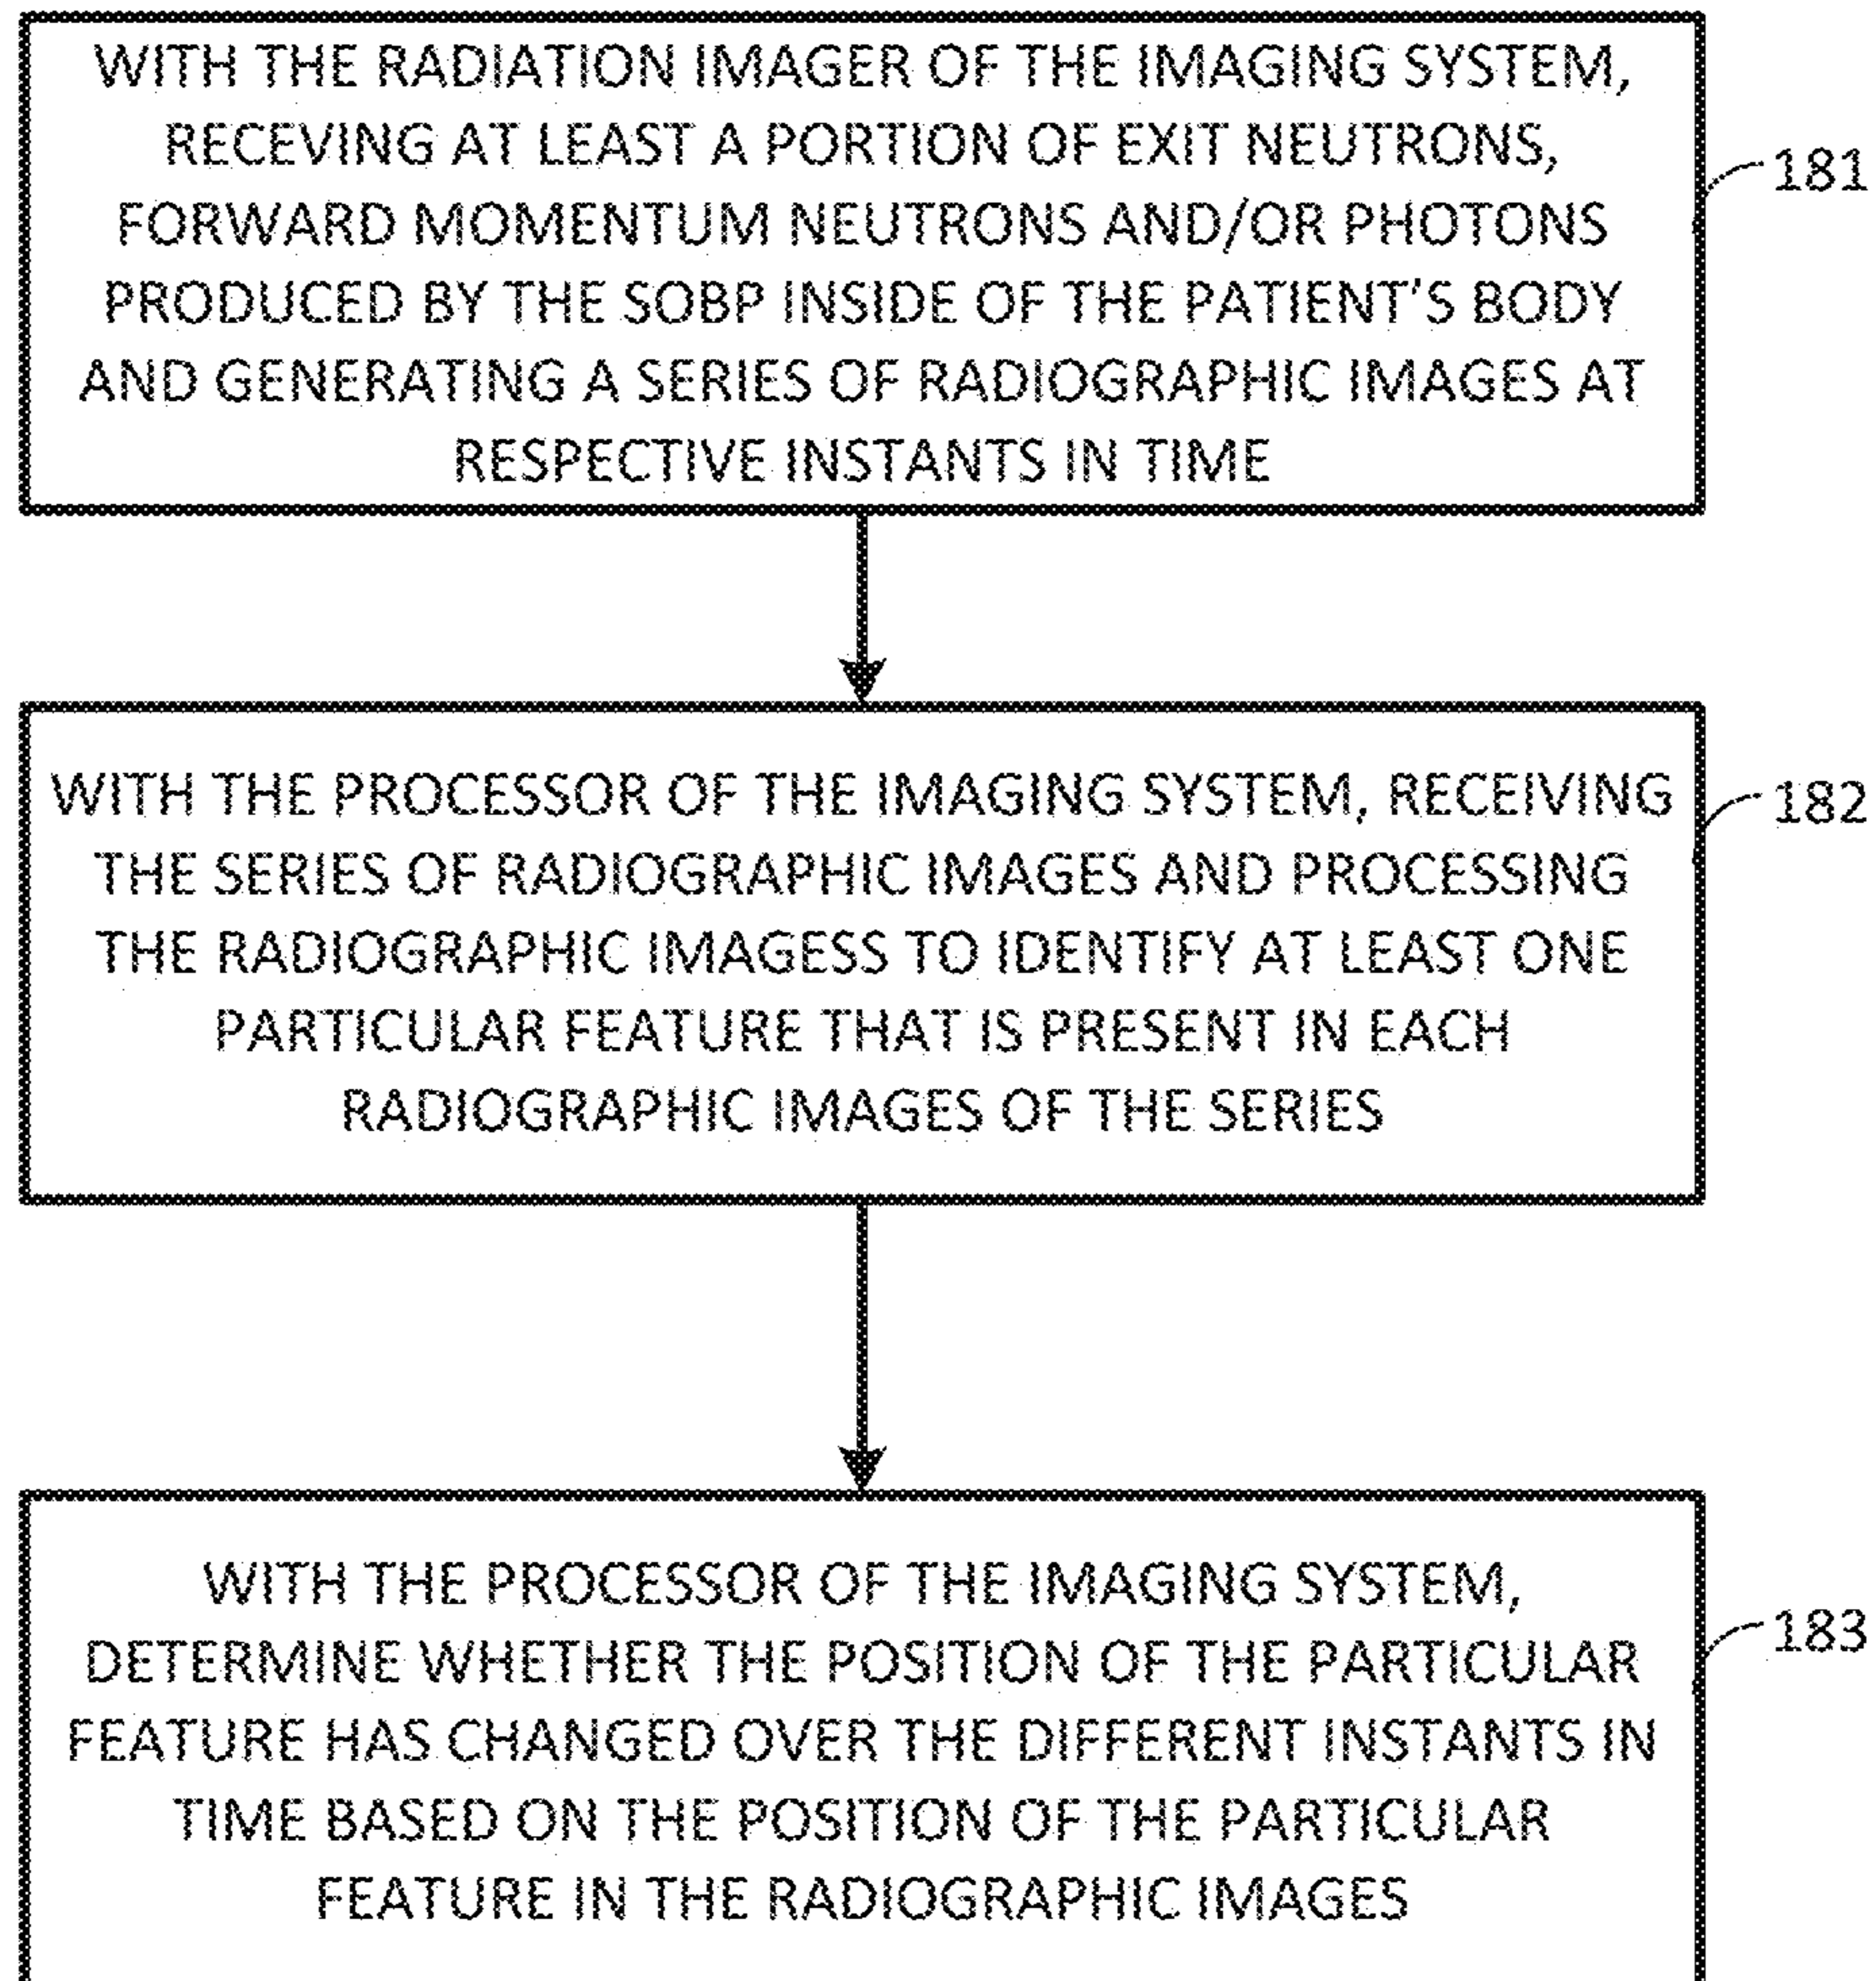 WITH THE RADIATION IMAGER OF THE IMAGING SYSTEM,
RECEVING AT LEAST A PORTION OF EXIT NEUTRONS,
FORWARD MOMENTUM NEUTRONS AND/OR PHOTONS
PRODUCED BY THE SOBP INSIDE OF THE PATIENT'S BODY
AND GENERATING A SERIES OF RADIOGRAPHIC IMAGES AT
RESPECTIVE INSTANTS IN TIME
181
WITH THE PROCESSOR OF THE IMAGING SYSTEM, RECEIVING
THE SERIES OF RADIOGRAPHIC IMAGES AND PROCESSING
THE RADIOGRAPHIC IMAGESS TO IDENTIFY AT LEAST ONE
PARTICULAR FEATURE THAT IS PRESENT IN EACH
RADIOGRAPHIC IMAGES OF THE SERIES
182
WITH THE PROCESSOR OF THE IMAGING SYSTEM,
DETERMINE WHETHER THE POSITION OF THE PARTICULAR
FEATURE HAS CHANGED OVER THE DIFFERENT INSTANTS IN
TIME BASED ON THE POSITION OF THE PARTICULAR
FEATURE IN THE RADIOGRAPHIC IMAGES
183